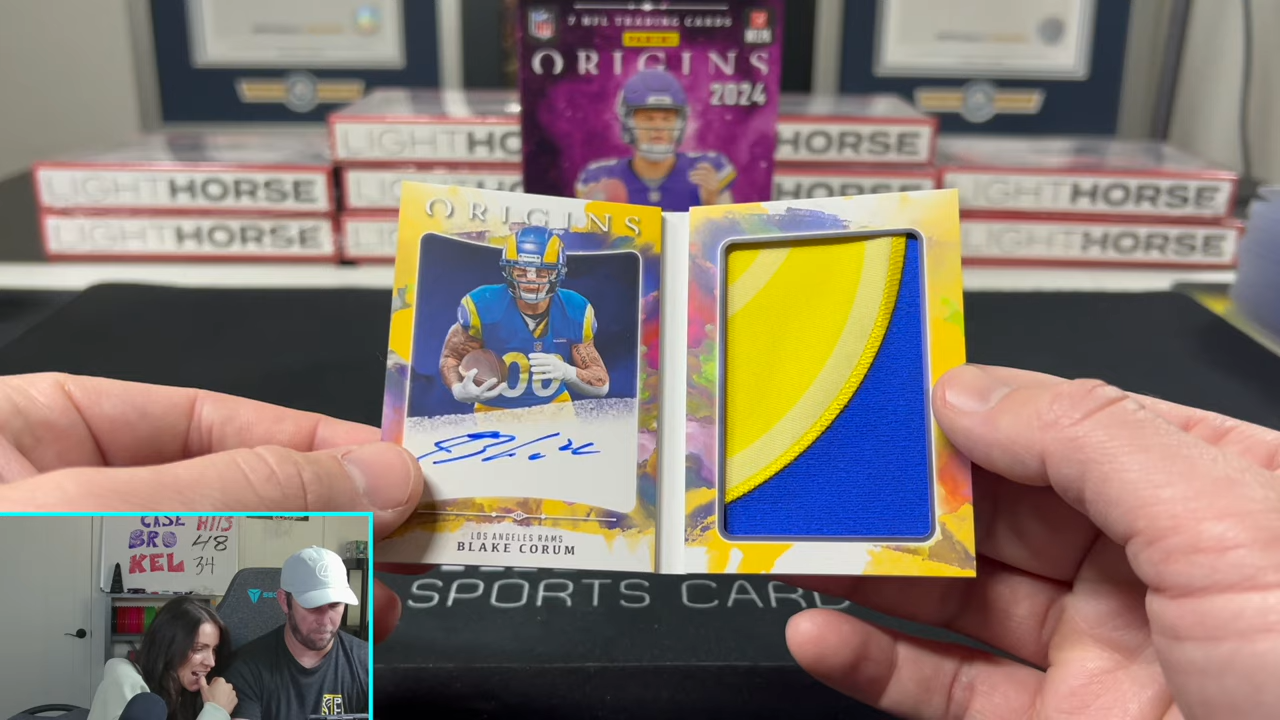 7 NFL TRADING CARDS
PANINI
ORIGINS
2024
LIGHTHORSE
LIGHTHO
HORSE
LIGHTHORSE
LIGHTHORSE
LIGHTHORSE
LIGHTHORSE
ORIGINS
00
LOS ANGELES RAMS
BLAKE CORUM
SPORTS CARD
CASE HITS
BRO 48
KEL 34